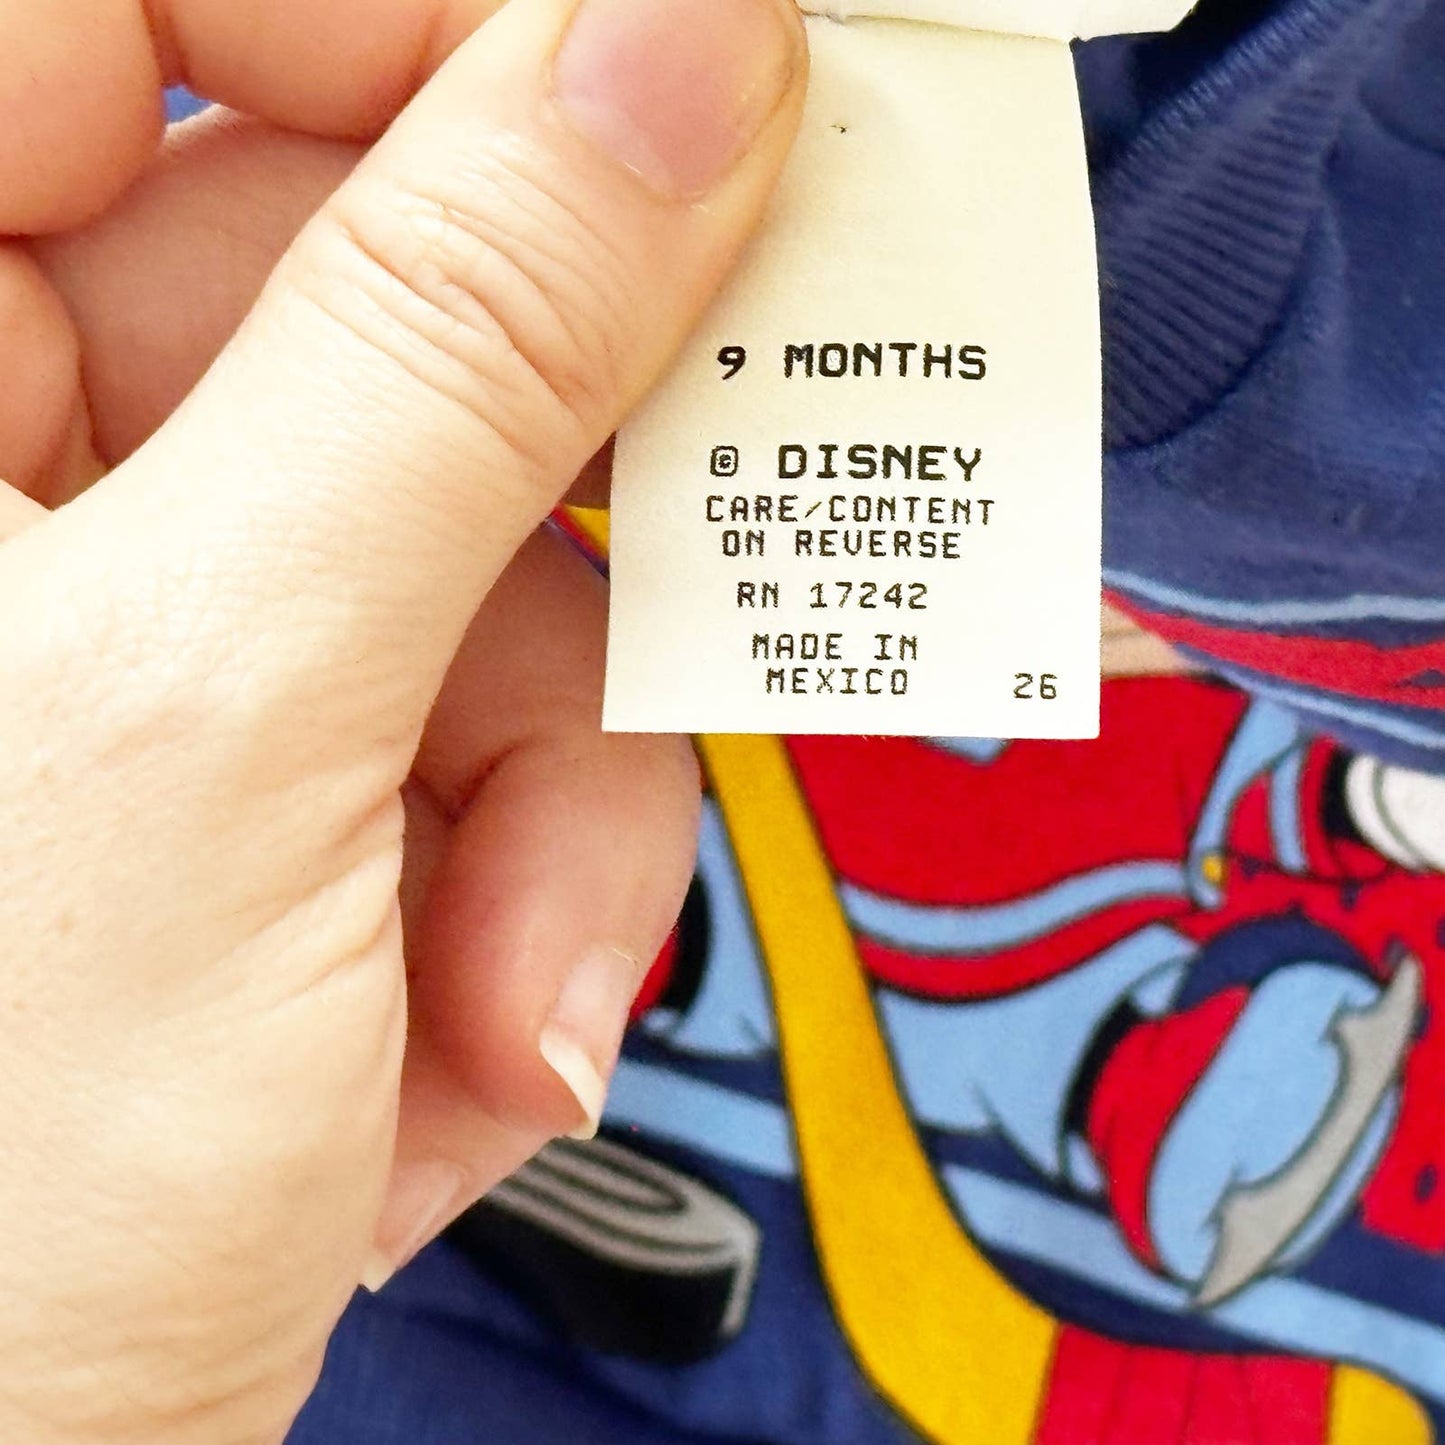 9 MONTHS
© DISNEY
CARE/CONTENT
ON REVERSE
RN 17242
MADE IN
MEXICO 26